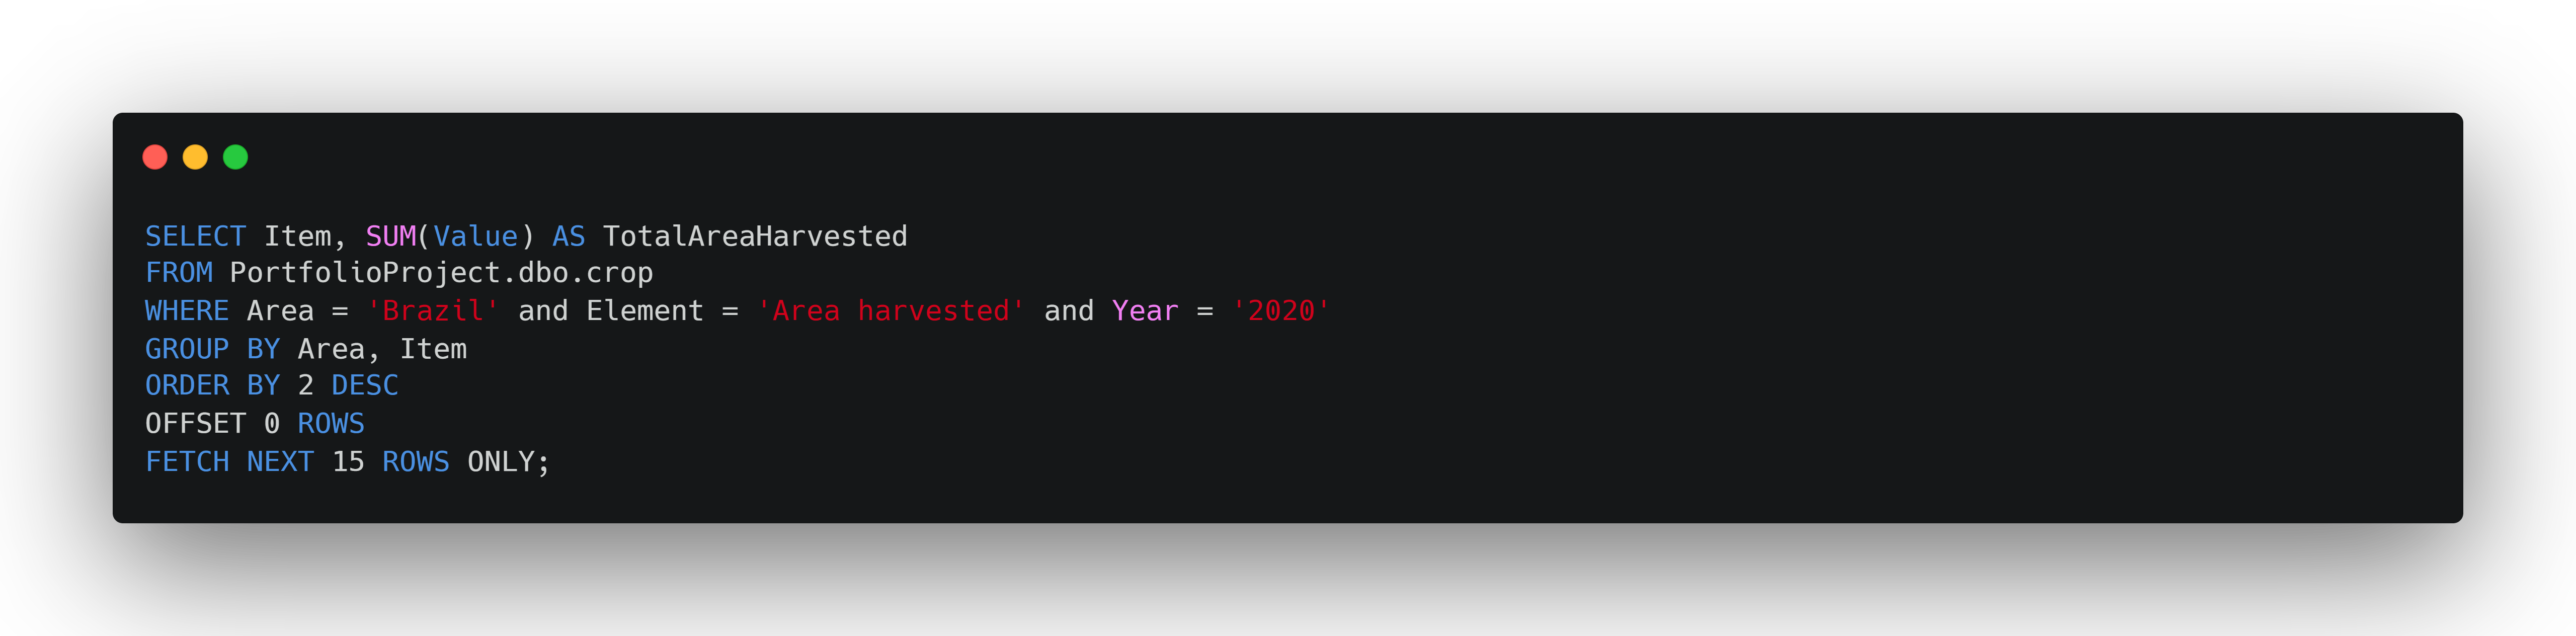 SELECT Item, SUM(Value) AS TotalAreaHarvested
FROM PortfolioProject.dbo.crop
WHERE Area = 'Brazil' and Element = 'Area harvested' and Year = '2020'
GROUP BY Area, Item
ORDER BY 2 DESC
OFFSET 0 ROWS
FETCH NEXT 15 ROWS ONLY;